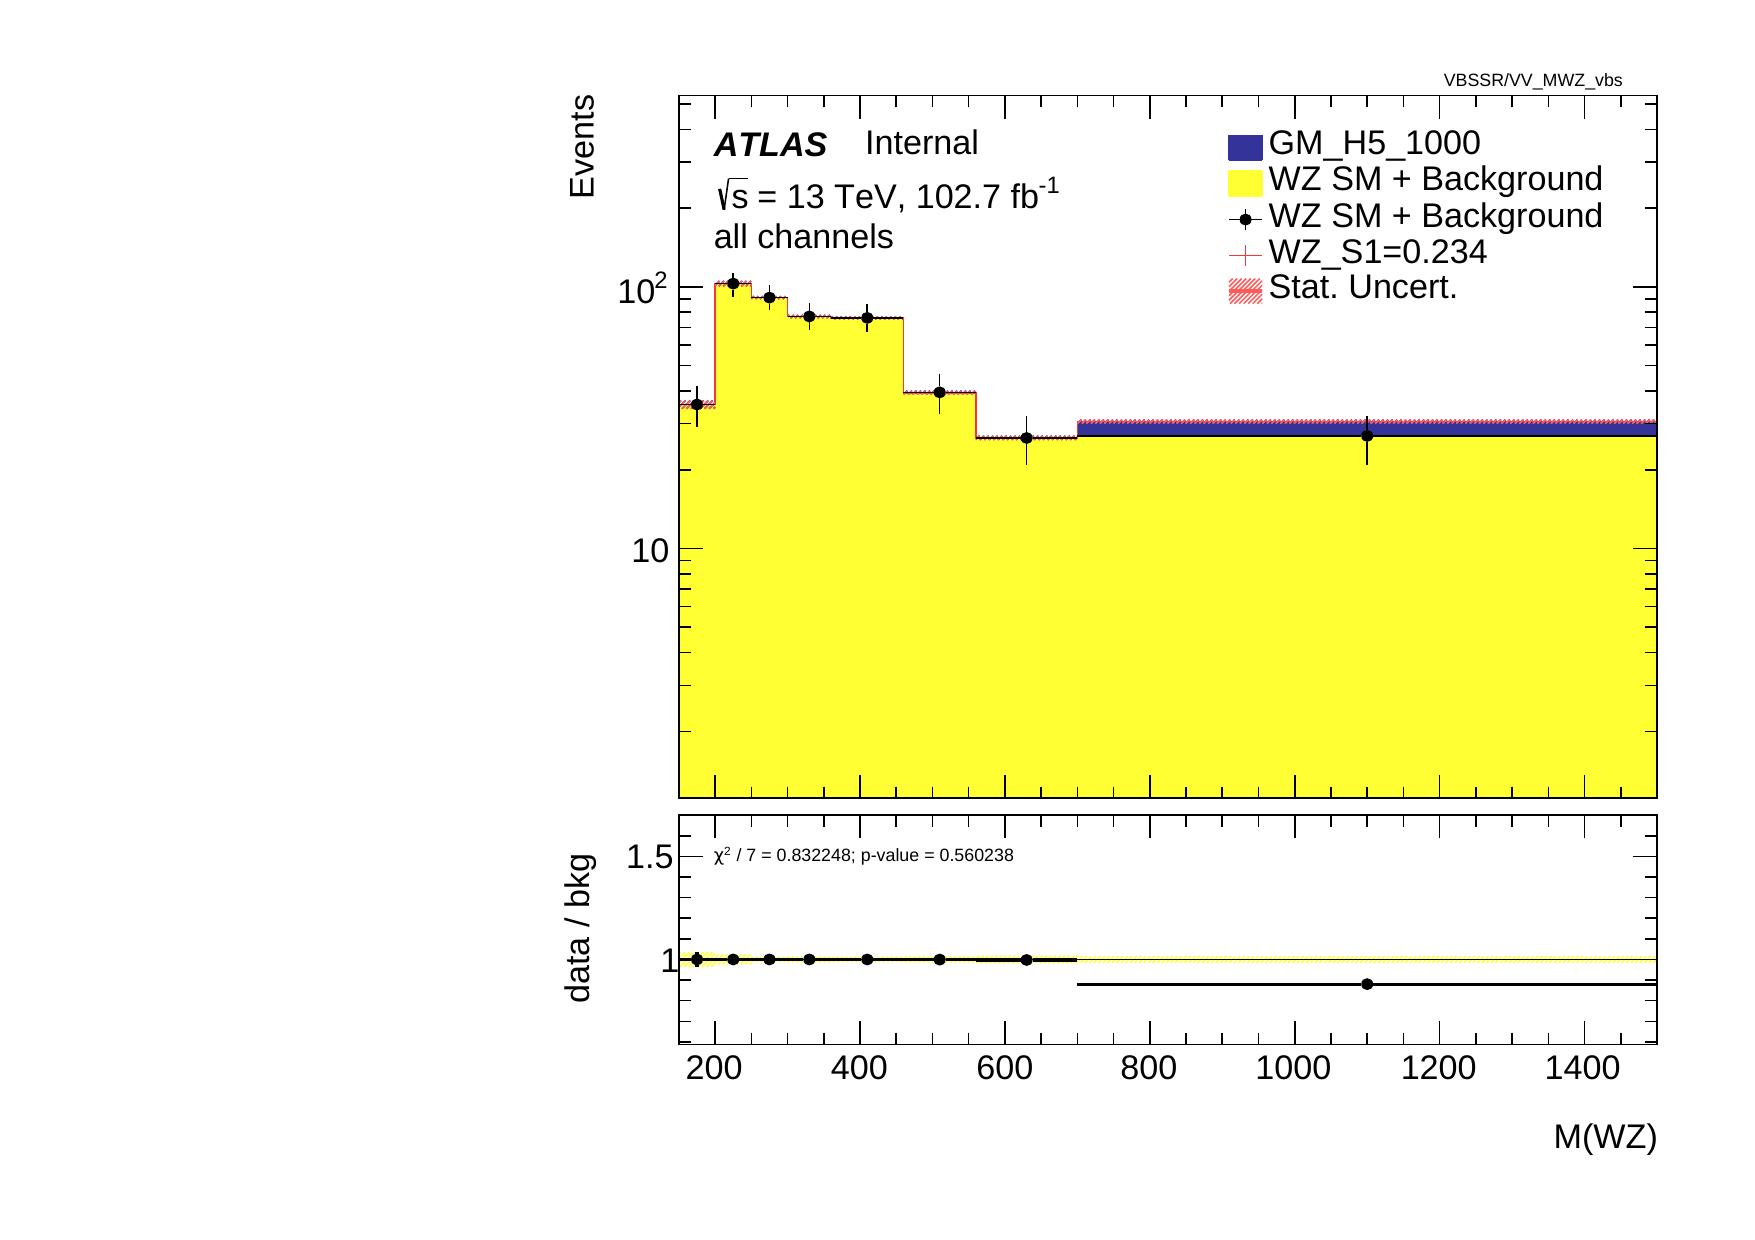 VBSSR/VV_MWZ_vbs
Events
ATLAS Internal
√s = 13 TeV, 102.7 fb-1
all channels
GM_H5_1000
WZ SM + Background
WZ SM + Background
WZ_S1=0.234
Stat. Uncert.
10²
10
data / bkg
χ² / 7 = 0.832248; p-value = 0.560238
1.5
1
200 400 600 800 1000 1200 1400
M(WZ)